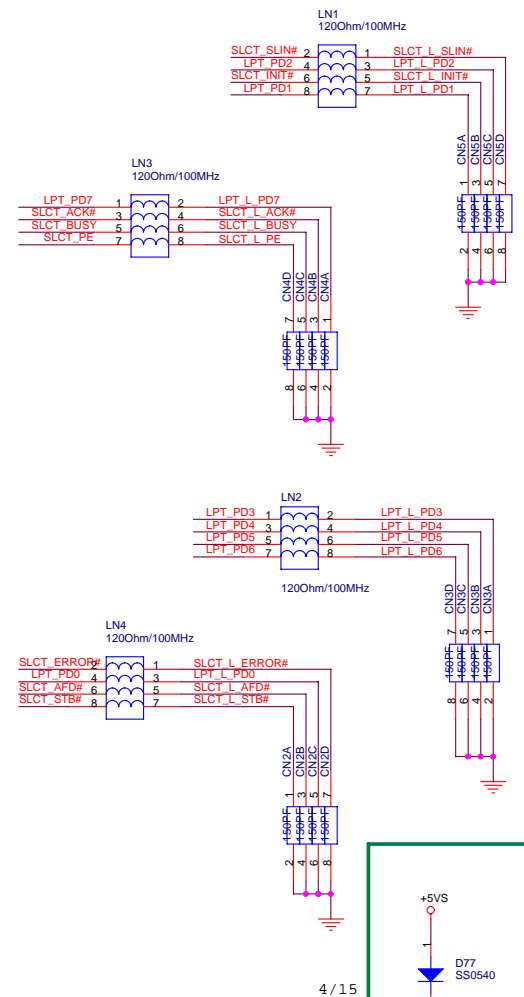 LN1
120Ohm/100MHz
SLCT_SLIN# 2 1 SLCT_L_SLIN#
LPT_PD2 4 3 LPT_L_PD2
SLCT_INIT# 6 5 SLCT_L_INIT#
LPT_PD1 8 7 LPT_L_PD1
CN5A CN5B CN5C CN5D
1 3 5 7
150PF 150PF 150PF 150PF
2 4 6 8
LN3
120Ohm/100MHz
LPT_PD7 1 2 LPT_L_PD7
SLCT_ACK# 3 4 SLCT_L_ACK#
SLCT_BUSY 5 6 SLCT_L_BUSY
SLCT_PE 7 8 SLCT_L_PE
CN4D CN4C CN4B CN4A
7 5 3 1
150PF 150PF 150PF 150PF
8 6 4 2
LN2
LPT_PD3 1 2 LPT_L_PD3
LPT_PD4 3 4 LPT_L_PD4
LPT_PD5 5 6 LPT_L_PD5
LPT_PD6 7 8 LPT_L_PD6
120Ohm/100MHz
CN3D CN3C CN3B CN3A
7 5 3 1
150PF 150PF 150PF 150PF
8 6 4 2
LN4
120Ohm/100MHz
SLCT_ERROR# 2 1 SLCT_L_ERROR#
LPT_PD0 4 3 LPT_L_PD0
SLCT_AFD# 6 5 SLCT_L_AFD#
SLCT_STB# 8 7 SLCT_L_STB#
CN2A CN2B CN2C CN2D
1 3 5 7
150PF 150PF 150PF 150PF
2 4 6 8
+5VS
1
D77
SS0540
4/15